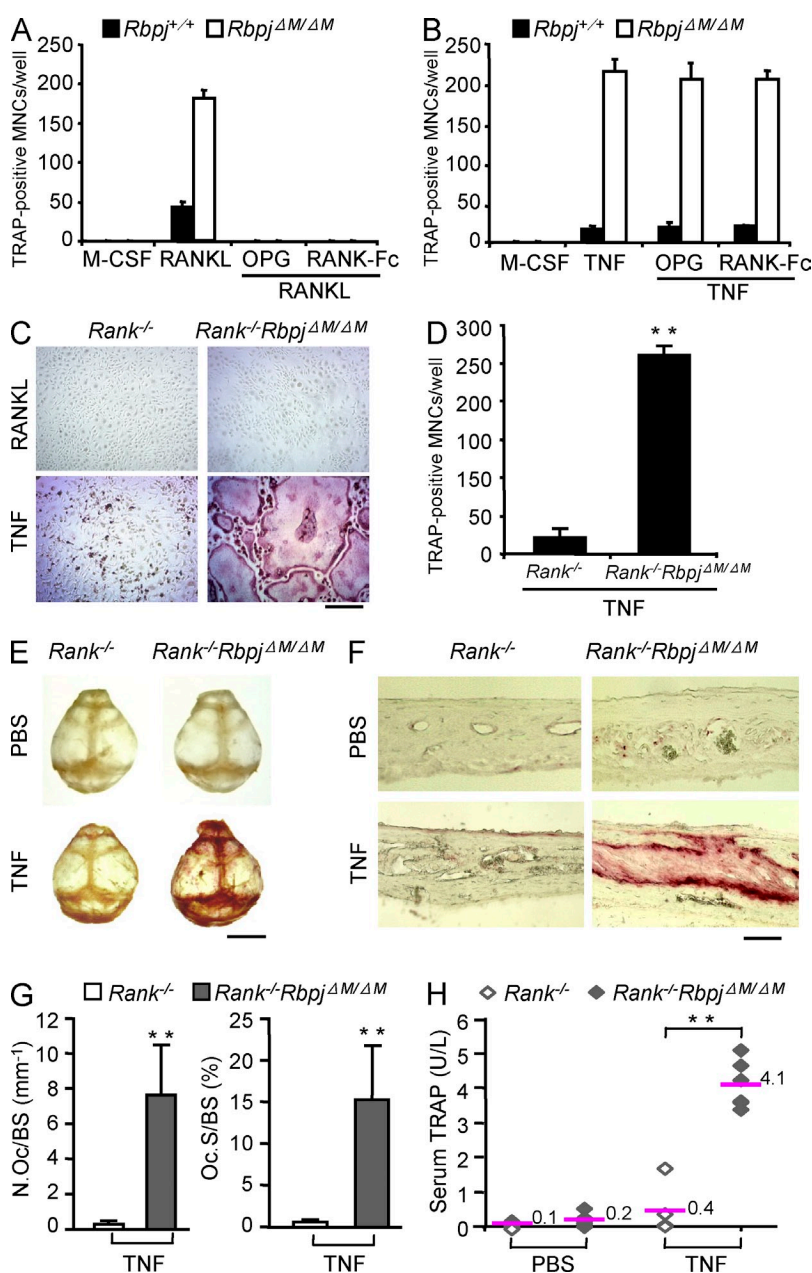 A
■ Rbpj+/+ □ RbpjΔM/ΔM
TRAP-positive MNCs/well
250
200
150
100
50
0
M-CSF RANKL OPG RANK-Fc
RANKL
B
■ Rbpj+/+ □ RbpjΔM/ΔM
TRAP-positive MNCs/well
250
200
150
100
50
0
M-CSF TNF OPG RANK-Fc
TNF
C
Rank-/- Rank-/-RbpjΔM/ΔM
RANKL
TNF
D
TRAP-positive MNCs/well
300
250
200
150
100
50
0
**
Rank-/- Rank-/-RbpjΔM/ΔM
TNF
E
Rank-/- Rank-/-RbpjΔM/ΔM
PBS
TNF
F
Rank-/- Rank-/-RbpjΔM/ΔM
PBS
TNF
G
□ Rank-/- ■ Rank-/-RbpjΔM/ΔM
N.Oc/BS (mm-1)
12
10
8
6
4
2
0
**
TNF
Oc.S/BS (%)
25
20
15
10
5
0
**
TNF
H
◇ Rank-/- ◆ Rank-/-RbpjΔM/ΔM
Serum TRAP (U/L)
6
5
4
3
2
1
0
**
0.1
0.2
0.4
4.1
PBS TNF